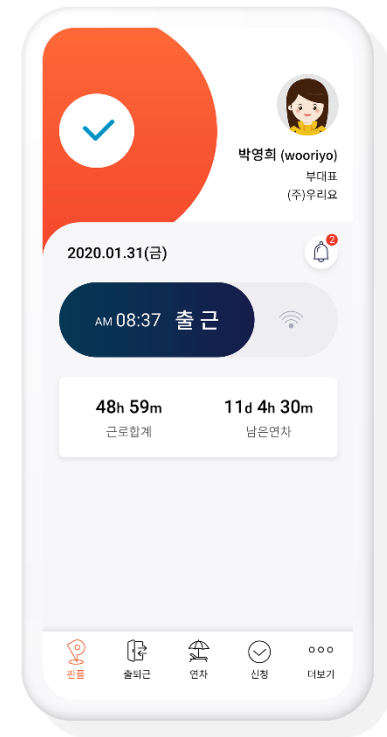 박영희 (wooriyo)
부대표
(주)우리요
2020.01.31(금)
2
AM 08:37 출 근
48h 59m
11d 4h 30m
근로합계
남은연차
핀플
출퇴근
연차
신청
더보기